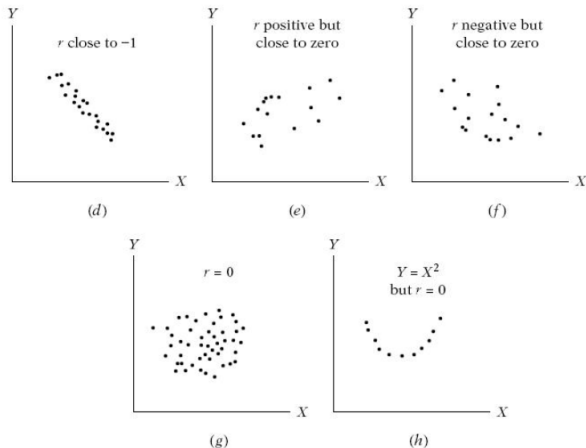 Y
r close to −1
X
(d)
Y
r positive but
close to zero
X
(e)
Y
r negative but
close to zero
X
(f)
Y
r = 0
X
(g)
Y
Y = X²
but r = 0
X
(h)